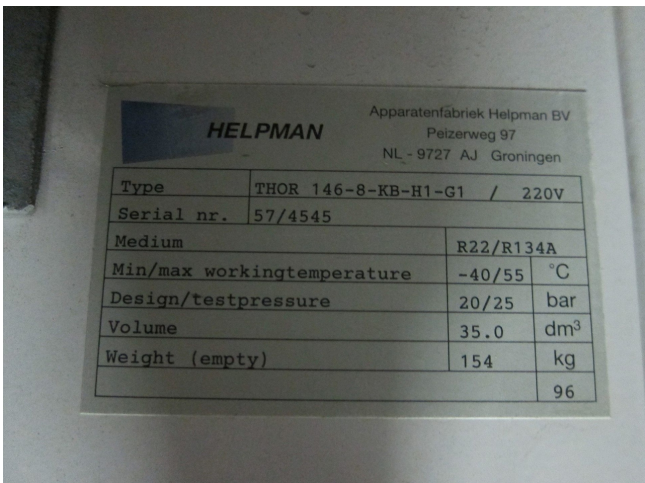 HELPMAN
Apparatenfabriek Helpman BV
Peizerweg 97
NL - 9727 AJ Groningen
Type THOR 146-8-KB-H1-G1 / 220V
Serial nr. 57/4545
Medium R22/R134A
Min/max workingtemperature -40/55 °C
Design/testpressure 20/25 bar
Volume 35.0 dm³
Weight (empty) 154 kg
96